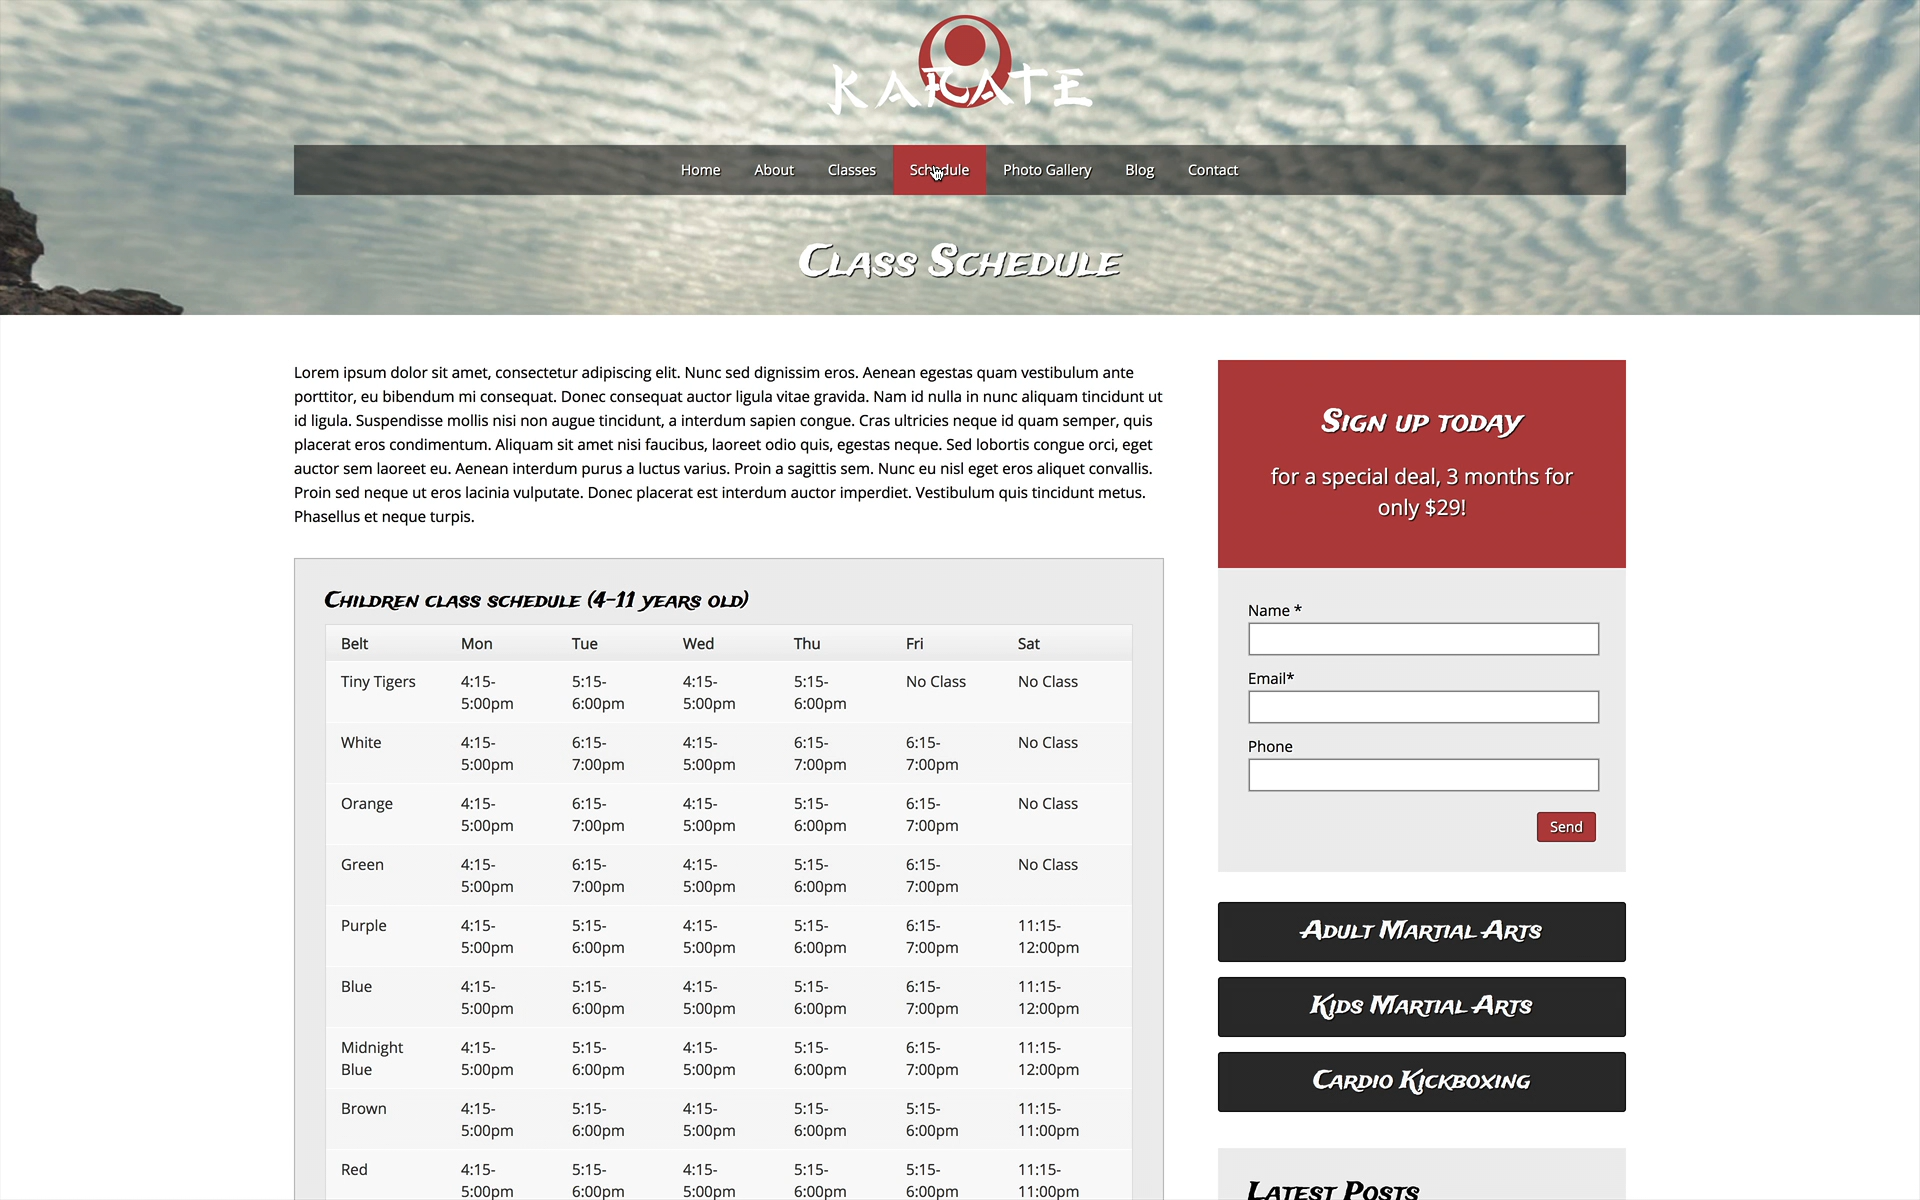 KARATE
Home About Classes Schedule Photo Gallery Blog Contact
Class Schedule
Lorem ipsum dolor sit amet, consectetur adipiscing elit. Nunc sed dignissim eros. Aenean egestas quam vestibulum ante
porttitor, eu bibendum mi consequat. Donec consequat auctor ligula vitae gravida. Nam id nulla in nunc aliquam tincidunt ut
id ligula. Suspendisse mollis nisi non augue tincidunt, a interdum sapien congue. Cras ultricies neque id quam semper, quis
placerat eros condimentum. Aliquam sit amet nisi faucibus, laoreet odio quis, egestas neque. Sed lobortis congue orci, eget
auctor sem laoreet eu. Aenean interdum purus a luctus varius. Proin a sagittis sem. Nunc eu nisl eget eros aliquet convallis.
Proin sed neque ut eros lacinia vulputate. Donec placerat est interdum auctor imperdiet. Vestibulum quis tincidunt metus.
Phasellus et neque turpis.
Children class schedule (4-11 years old)
Belt Mon Tue Wed Thu Fri Sat
Tiny Tigers 4:15- 5:15- 4:15- 5:15- No Class No Class
5:00pm 6:00pm 5:00pm 6:00pm
White 4:15- 6:15- 4:15- 6:15- 6:15- No Class
5:00pm 7:00pm 5:00pm 7:00pm 7:00pm
Orange 4:15- 6:15- 4:15- 5:15- 6:15- No Class
5:00pm 7:00pm 5:00pm 6:00pm 7:00pm
Green 4:15- 6:15- 4:15- 5:15- 6:15- No Class
5:00pm 7:00pm 5:00pm 6:00pm 7:00pm
Purple 4:15- 5:15- 4:15- 5:15- 6:15- 11:15-
5:00pm 6:00pm 5:00pm 6:00pm 7:00pm 12:00pm
Blue 4:15- 5:15- 4:15- 5:15- 6:15- 11:15-
5:00pm 6:00pm 5:00pm 6:00pm 7:00pm 12:00pm
Midnight 4:15- 5:15- 4:15- 5:15- 6:15- 11:15-
Blue 5:00pm 6:00pm 5:00pm 6:00pm 7:00pm 12:00pm
Brown 4:15- 5:15- 4:15- 5:15- 5:15- 11:15-
5:00pm 6:00pm 5:00pm 6:00pm 6:00pm 11:00pm
Red 4:15- 5:15- 4:15- 5:15- 5:15- 11:15-
5:00pm 6:00pm 5:00pm 6:00pm 6:00pm 11:00pm
Sign up today
for a special deal, 3 months for
only $29!
Name *
Email*
Phone
Send
Adult Martial Arts
Kids Martial Arts
Cardio Kickboxing
Latest Posts